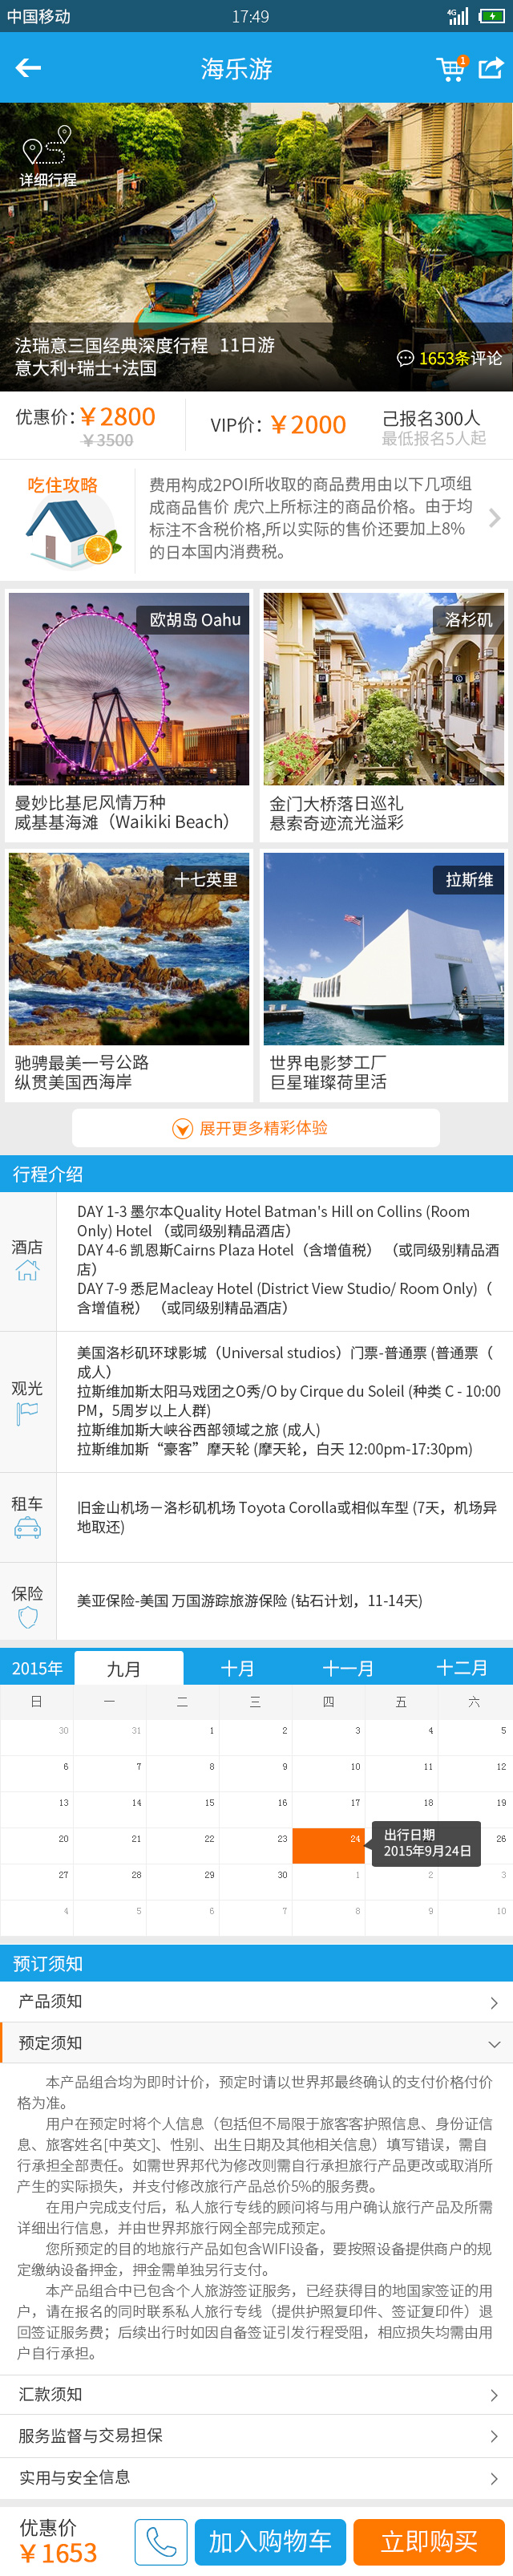 中国移动
17:49
4G
海乐游
1
详细行程
法瑞意三国经典深度行程 11日游
意大利+瑞士+法国
1653条评论
优惠价:￥2800
￥3500
VIP价：￥2000
己报名300人
最低报名5人起
吃住攻略
费用构成2POI所收取的商品费用由以下几项组
成商品售价 虎穴上所标注的商品价格。由于均
标注不含税价格,所以实际的售价还要加上8%
的日本国内消费税。
欧胡岛 Oahu
曼妙比基尼风情万种
威基基海滩（Waikiki Beach）
洛杉矶
金门大桥落日巡礼
悬索奇迹流光溢彩
十七英里
驰骋最美一号公路
纵贯美国西海岸
拉斯维
世界电影梦工厂
巨星璀璨荷里活
展开更多精彩体验
行程介绍
酒店
DAY 1-3 墨尔本Quality Hotel Batman's Hill on Collins (Room
Only) Hotel （或同级别精品酒店）
DAY 4-6 凯恩斯Cairns Plaza Hotel（含增值税） （或同级别精品酒
店）
DAY 7-9 悉尼Macleay Hotel (District View Studio/ Room Only)（
含增值税） （或同级别精品酒店）
观光
美国洛杉矶环球影城（Universal studios）门票-普通票 (普通票（
成人）
拉斯维加斯太阳马戏团之O秀/O by Cirque du Soleil (种类 C - 10:00
PM，5周岁以上人群)
拉斯维加斯大峡谷西部领域之旅 (成人)
拉斯维加斯“豪客”摩天轮 (摩天轮，白天 12:00pm-17:30pm)
租车
旧金山机场－洛杉矶机场 Toyota Corolla或相似车型 (7天，机场异
地取还)
保险
美亚保险-美国 万国游踪旅游保险 (钻石计划，11-14天)
2015年 九月 十月 十一月 十二月
日 一 二 三 四 五 六
30 31 1 2 3 4 5
6 7 8 9 10 11 12
13 14 15 16 17 18 19
20 21 22 23 24 26
出行日期
2015年9月24日
27 28 29 30 1 2 3
4 5 6 7 8 9 10
预订须知
产品须知
预定须知
本产品组合均为即时计价，预定时请以世界邦最终确认的支付价格付价
格为准。
用户在预定时将个人信息（包括但不局限于旅客客护照信息、身份证信
息、旅客姓名[中英文]、性别、出生日期及其他相关信息）填写错误，需自
行承担全部责任。如需世界邦代为修改则需自行承担旅行产品更改或取消所
产生的实际损失，并支付修改旅行产品总价5%的服务费。
在用户完成支付后，私人旅行专线的顾问将与用户确认旅行产品及所需
详细出行信息，并由世界邦旅行网全部完成预定。
您所预定的目的地旅行产品如包含WIFI设备，要按照设备提供商户的规
定缴纳设备押金，押金需单独另行支付。
本产品组合中已包含个人旅游签证服务，已经获得目的地国家签证的用
户，请在报名的同时联系私人旅行专线（提供护照复印件、签证复印件）退
回签证服务费；后续出行时如因自备签证引发行程受阻，相应损失均需由用
户自行承担。
汇款须知
服务监督与交易担保
实用与安全信息
优惠价
￥1653
加入购物车
立即购买